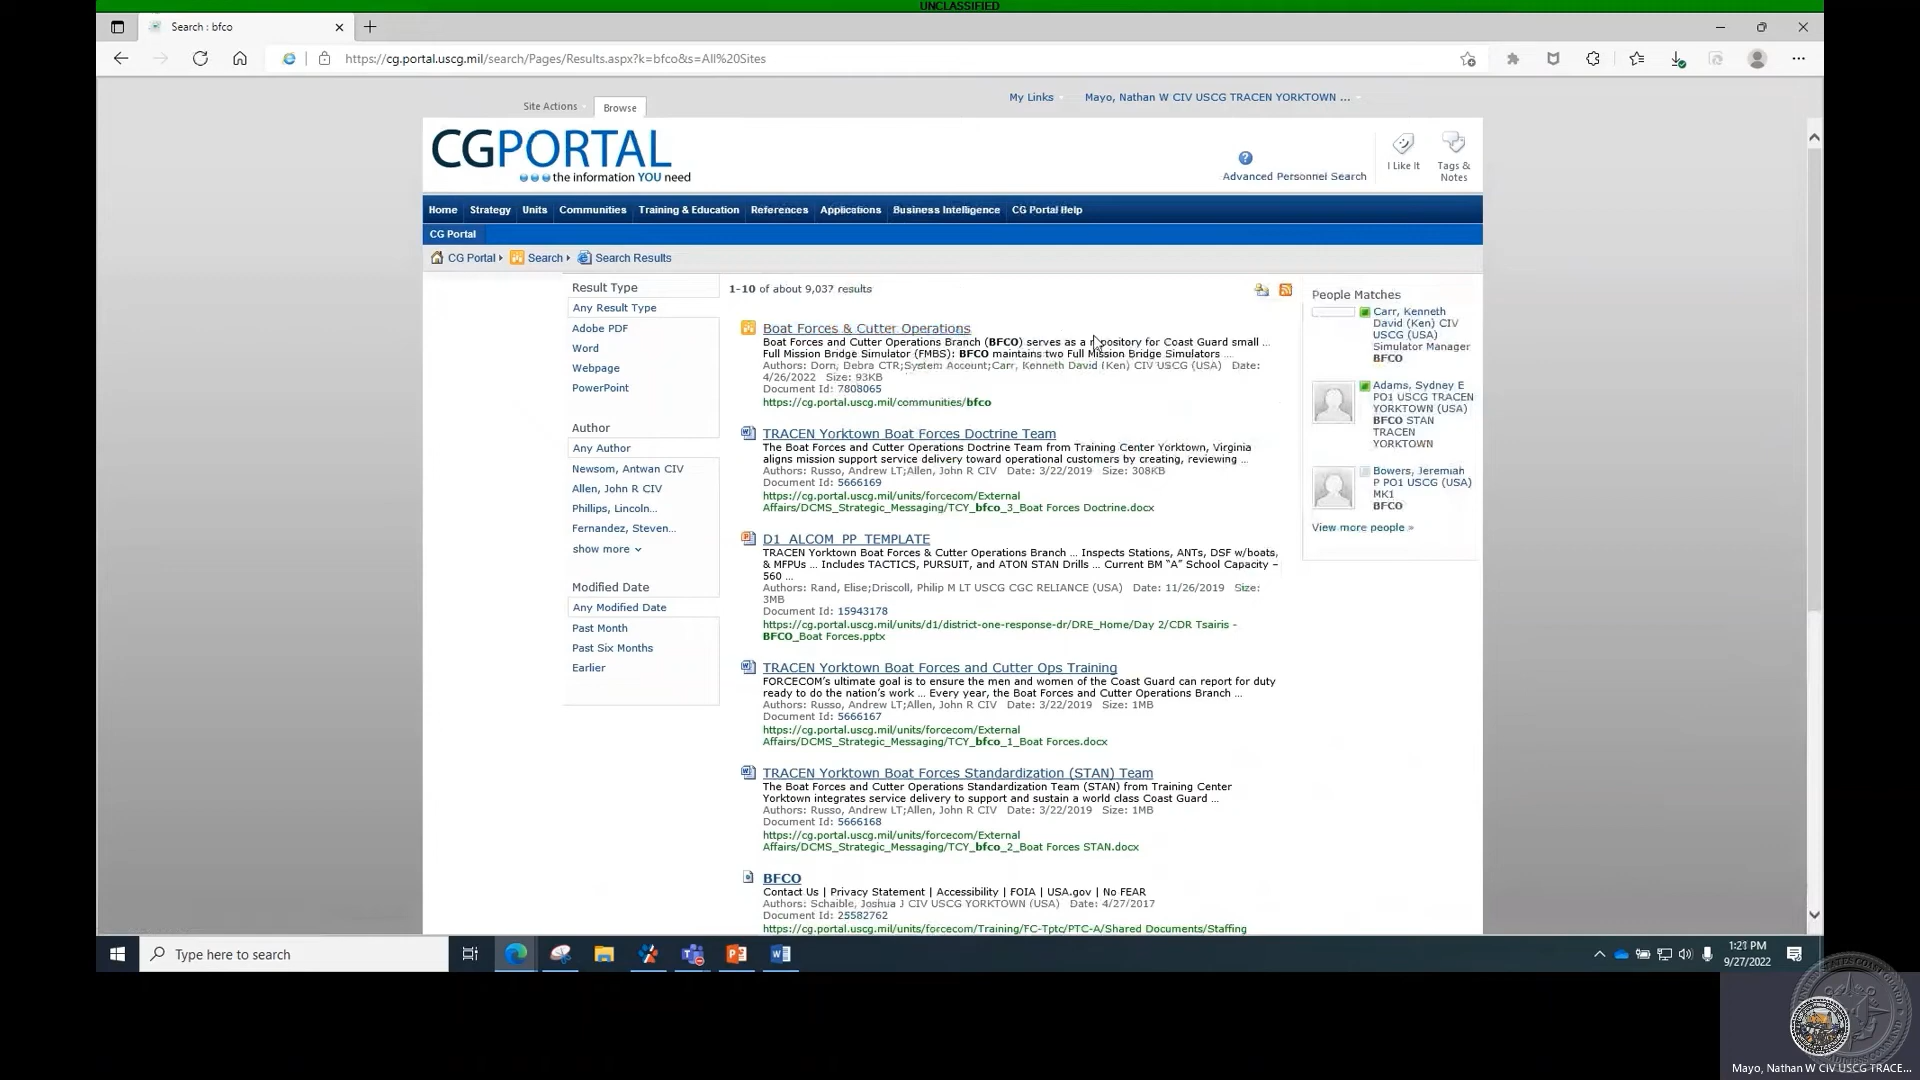 UNCLASSIFIED
Search : bfco
https://cg.portal.uscg.mil/search/Pages/Results.aspx?k=bfco&s=All%20Sites
Site Actions
Browse
My Links
Mayo, Nathan W CIV USCG TRACEN YORKTOWN ...
CGPORTAL
the information YOU need
Advanced Personnel Search
I Like It
Tags &
Notes
Home Strategy Units Communities Training & Education References Applications Business Intelligence CG Portal Help
CG Portal
CG Portal Search Search Results
Result Type
Any Result Type
Adobe PDF
Word
Webpage
PowerPoint
Author
Any Author
Newsom, Antwan CIV
Allen, John R CIV
Phillips, Lincoln...
Fernandez, Steven...
show more
Modified Date
Any Modified Date
Past Month
Past Six Months
Earlier
1-10 of about 9,037 results
Boat Forces & Cutter Operations
Boat Forces and Cutter Operations Branch (BFCO) serves as a repository for Coast Guard small ...
Full Mission Bridge Simulator (FMBS): BFCO maintains two Full Mission Bridge Simulators ...
Authors: Dorn, Debra CTR;System Account;Carr, Kenneth David (Ken) CIV USCG (USA) Date:
4/26/2022 Size: 93KB
Document Id: 7808065
https://cg.portal.uscg.mil/communities/bfco
TRACEN Yorktown Boat Forces Doctrine Team
The Boat Forces and Cutter Operations Doctrine Team from Training Center Yorktown, Virginia
aligns mission support service delivery toward operational customers by creating, reviewing ...
Authors: Russo, Andrew LT;Allen, John R CIV Date: 3/22/2019 Size: 308KB
Document Id: 5666169
https://cg.portal.uscg.mil/units/forcecom/External
Affairs/DCMS_Strategic_Messaging/TCY_bfco_3_Boat Forces Doctrine.docx
D1_ALCOM_PP_TEMPLATE
TRACEN Yorktown Boat Forces & Cutter Operations Branch ... Inspects Stations, ANTs, DSF w/boats,
& MFPUs ... Includes TACTICS, PURSUIT, and ATON STAN Drills ... Current BM “A” School Capacity –
560 ...
Authors: Rand, Elise;Driscoll, Philip M LT USCG CGC RELIANCE (USA) Date: 11/26/2019 Size:
3MB
Document Id: 15943178
https://cg.portal.uscg.mil/units/d1/district-one-response-dr/DRE_Home/Day 2/CDR Tsairis -
BFCO_Boat Forces.pptx
TRACEN Yorktown Boat Forces and Cutter Ops Training
FORCECOM’s ultimate goal is to ensure the men and women of the Coast Guard can report for duty
ready to do the nation’s work ... Every year, the Boat Forces and Cutter Operations Branch ...
Authors: Russo, Andrew LT;Allen, John R CIV Date: 3/22/2019 Size: 1MB
Document Id: 5666167
https://cg.portal.uscg.mil/units/forcecom/External
Affairs/DCMS_Strategic_Messaging/TCY_bfco_1_Boat Forces.docx
TRACEN Yorktown Boat Forces Standardization (STAN) Team
The Boat Forces and Cutter Operations Standardization Team (STAN) from Training Center
Yorktown integrates service delivery to support and sustain a world class Coast Guard ...
Authors: Russo, Andrew LT;Allen, John R CIV Date: 3/22/2019 Size: 1MB
Document Id: 5666168
https://cg.portal.uscg.mil/units/forcecom/External
Affairs/DCMS_Strategic_Messaging/TCY_bfco_2_Boat Forces STAN.docx
BFCO
Contact Us | Privacy Statement | Accessibility | FOIA | USA.gov | No FEAR
Authors: Schaible, Joshua J CIV USCG YORKTOWN (USA) Date: 4/27/2017
Document Id: 25582762
https://cg.portal.uscg.mil/units/forcecom/Training/FC-Tptc/PTC-A/Shared Documents/Staffing
People Matches
Carr, Kenneth
David (Ken) CIV
USCG (USA)
Simulator Manager
BFCO
Adams, Sydney E
PO1 USCG TRACEN
YORKTOWN (USA)
BFCO STAN
TRACEN
YORKTOWN
Bowers, Jeremiah
P PO1 USCG (USA)
MK1
BFCO
View more people »
Type here to search
1:21 PM
9/27/2022
Mayo, Nathan W CIV USCG TRACE...